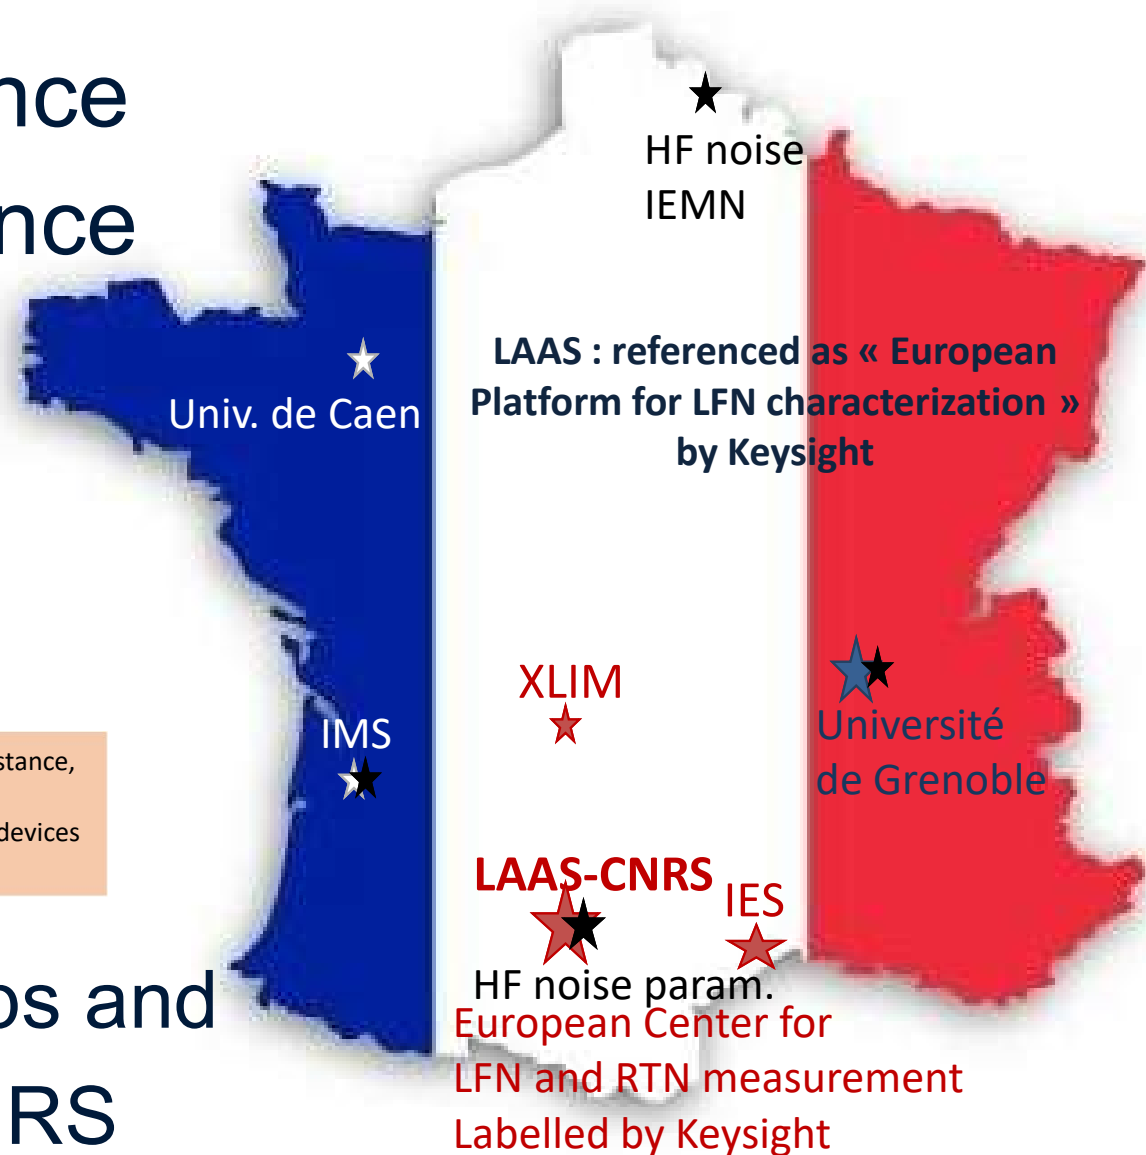 nce
HF noise
IEMN
ance
LAAS : referenced as « European
Platform for LFN characterization »
by Keysight
Univ. de Caen
XLIM
IMS
Université
de Grenoble
stance,
devices
LAAS-CNRS
IES
HF noise param.
os and
European Center for
LFN and RTN measurement
Labelled by Keysight
RS